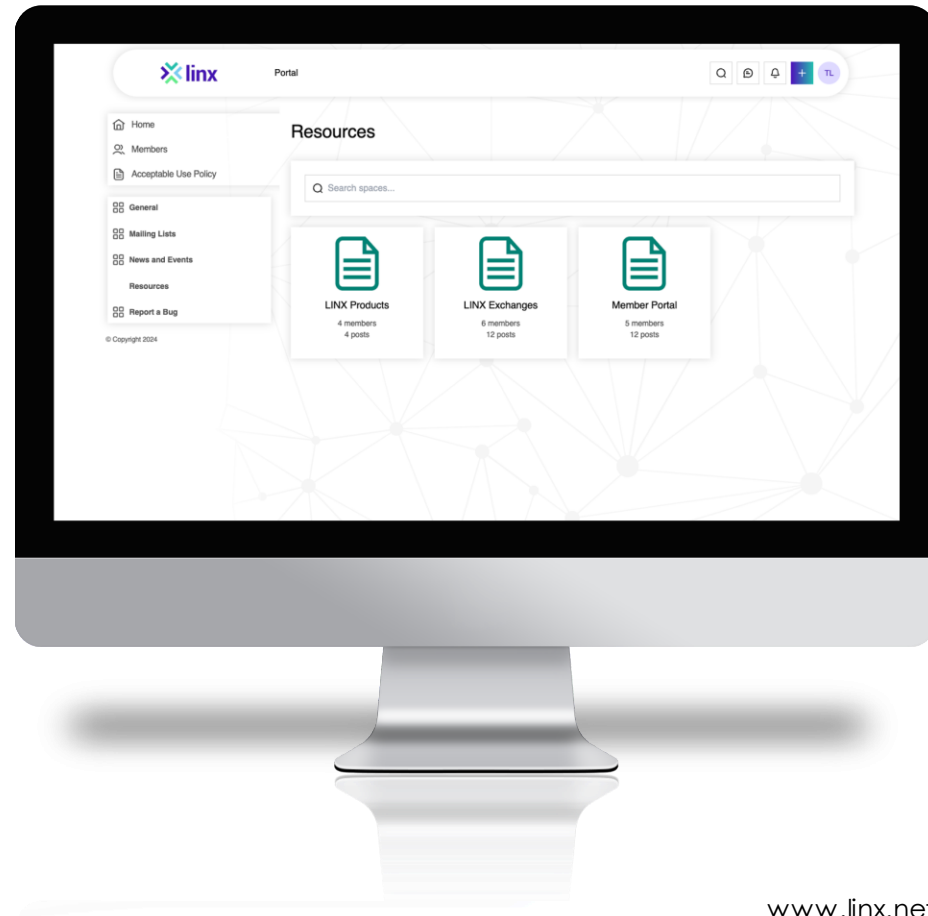 linx
Portal
TL
Home
Members
Acceptable Use Policy
General
Mailing Lists
News and Events
Resources
Report a Bug
© Copyright 2024
Resources
Search spaces...
LINX Products
4 members
4 posts
LINX Exchanges
6 members
12 posts
Member Portal
5 members
12 posts
www.linx.net